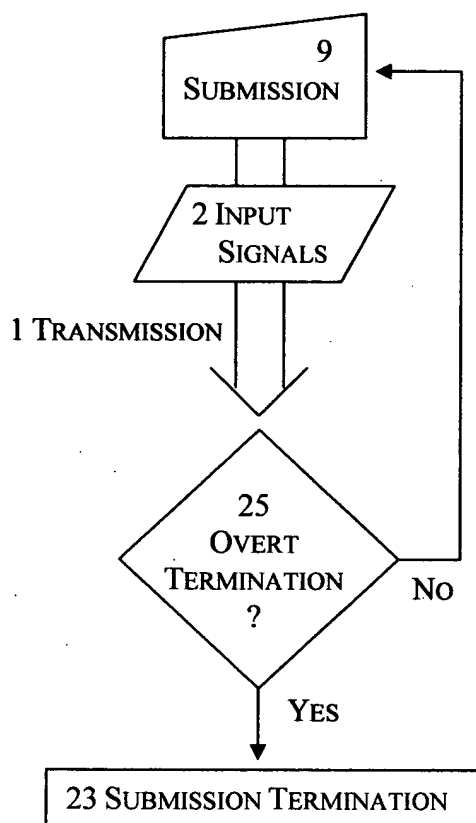 9
SUBMISSION
2 INPUT
SIGNALS
1 TRANSMISSION
25
OVERT
TERMINATION
?
NO
YES
23 SUBMISSION TERMINATION